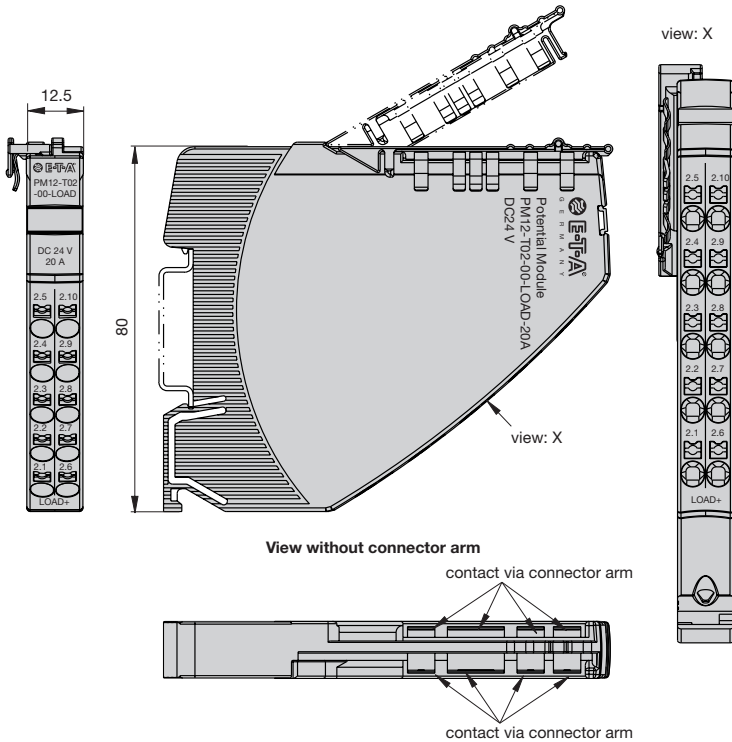 view: X
12.5
E-T-A
PM12-T02
-00-LOAD
DC 24 V
20 A
2.5 2.10
2.4 2.9
2.3 2.8
2.2 2.7
2.1 2.6
LOAD+
80
E-T-A®
GERMANY
Potential Module
PM12-T02-00-LOAD-20A
DC24 V
view: X
2.5 2.10
2.4 2.9
2.3 2.8
2.2 2.7
2.1 2.6
LOAD+
View without connector arm
contact via connector arm
contact via connector arm